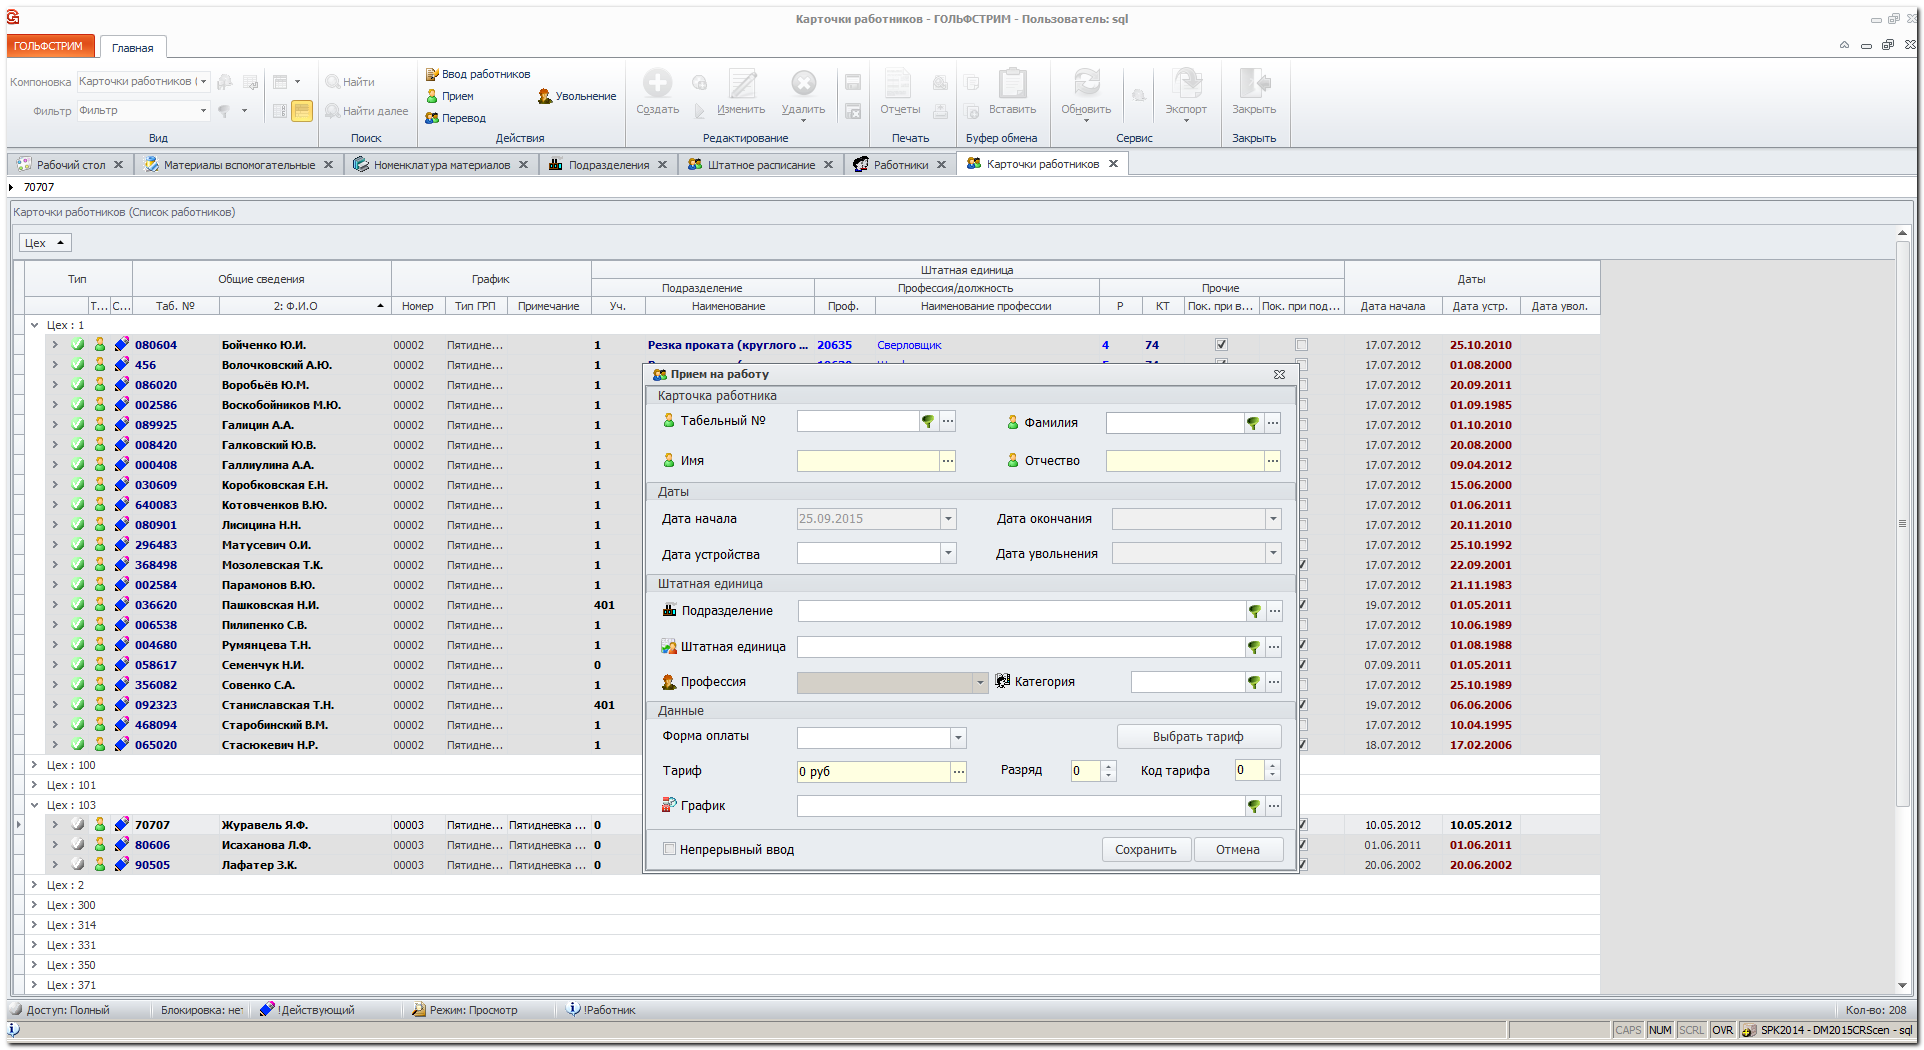 Карточки работников - ГОЛЬФСТРИМ - Пользователь: sql
ГОЛЬФСТРИМ Главная
Компоновка Карточки работников (
Фильтр Фильтр
Вид
Найти
Найти далее
Поиск
Ввод работников
Прием
Перевод
Увольнение
Действия
Создать Изменить Удалить
Редактирование
Отчеты
Печать
Вставить
Буфер обмена
Обновить Экспорт
Сервис
Закрыть
Закрыть
Рабочий стол Материалы вспомогательные Номенклатура материалов Подразделения Штатное расписание Работники Карточки работников
70707
Карточки работников (Список работников)
Цех
Тип Общие сведения График Штатная единица Даты
Подразделение Профессия/должность Прочие
Т... С... Таб. № 2: Ф.И.О Номер Тип ГРП Примечание Уч. Наименование Проф. Наименование профессии Р КТ Пок. при в... Пок. при под... Дата начала Дата устр. Дата увол.
Цех : 1
080604 Бойченко Ю.И. 00002 Пятидне... 1 Резка проката (круглого ... 20635 Сверловщик 4 74 17.07.2012 25.10.2010
456 Волочковский А.Ю. 00002 Пятидне... 1 17.07.2012 01.08.2000
086020 Воробьёв Ю.М. 00002 Пятидне... 1 17.07.2012 20.09.2011
002586 Воскобойников М.Ю. 00002 Пятидне... 1 17.07.2012 01.09.1985
089925 Галицин А.А. 00002 Пятидне... 1 17.07.2012 01.10.2010
008420 Галковский Ю.В. 00002 Пятидне... 1 17.07.2012 20.08.2000
000408 Галлиулина А.А. 00002 Пятидне... 1 17.07.2012 09.04.2012
030609 Коробковская Е.Н. 00002 Пятидне... 1 17.07.2012 15.06.2000
640083 Котовченков В.Ю. 00002 Пятидне... 1 17.07.2012 01.06.2011
080901 Лисицина Н.Н. 00002 Пятидне... 1 17.07.2012 20.11.2010
296483 Матусевич О.И. 00002 Пятидне... 1 17.07.2012 25.10.1992
368498 Мозолевская Т.К. 00002 Пятидне... 1 17.07.2012 22.09.2001
002584 Парамонов В.Ю. 00002 Пятидне... 1 17.07.2012 21.11.1983
036620 Пашковская Н.И. 00002 Пятидне... 401 19.07.2012 01.05.2011
006538 Пилипенко С.В. 00002 Пятидне... 1 17.07.2012 10.06.1989
004680 Румянцева Т.Н. 00002 Пятидне... 1 17.07.2012 01.08.1988
058617 Семенчук Н.И. 00002 Пятидне... 0 07.09.2011 01.05.2011
356082 Совенко С.А. 00002 Пятидне... 1 17.07.2012 25.10.1989
092323 Станиславская Т.Н. 00002 Пятидне... 401 19.07.2012 06.06.2006
468094 Старобинский В.М. 00002 Пятидне... 1 17.07.2012 10.04.1995
065020 Стасюкевич Н.Р. 00002 Пятидне... 1 18.07.2012 17.02.2006
Цех : 100
Цех : 101
Цех : 103
70707 Журавель Я.Ф. 00003 Пятидне... Пятидневка ... 0 10.05.2012 10.05.2012
80606 Исаханова Л.Ф. 00003 Пятидне... Пятидневка ... 0 01.06.2011 01.06.2011
90505 Лафатер З.К. 00003 Пятидне... Пятидневка ... 0 20.06.2002 20.06.2002
Цех : 2
Цех : 300
Цех : 314
Цех : 331
Цех : 350
Цех : 371
Прием на работу
Карточка работника
Табельный № Фамилия
Имя Отчество
Даты
Дата начала 25.09.2015 Дата окончания
Дата устройства Дата увольнения
Штатная единица
Подразделение
Штатная единица
Профессия Категория
Данные
Форма оплаты Выбрать тариф
Тариф 0 руб Разряд 0 Код тарифа 0
График
Непрерывный ввод Сохранить Отмена
Доступ: Полный Блокировка: нет !Действующий Режим: Просмотр !Работник Кол-во: 208
CAPS NUM SCRL OVR SPK2014 - DM2015CRScen - sql